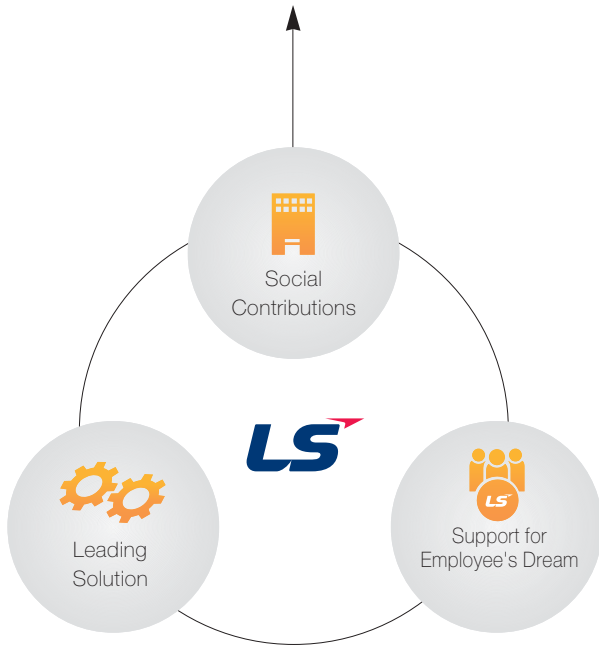 Social
Contributions
LS
LS
Leading
Solution
Support for
Employee's Dream